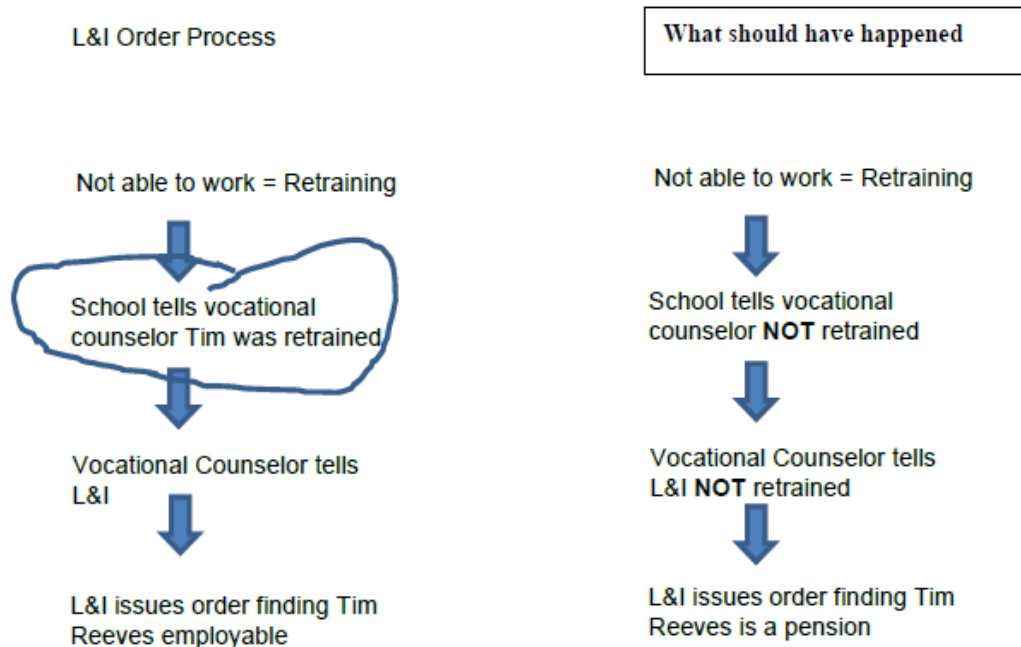 L&I Order Process
Not able to work = Retraining
School tells vocational
counselor Tim was retrained
Vocational Counselor tells
L&I
L&I issues order finding Tim
Reeves employable
What should have happened
Not able to work = Retraining
School tells vocational
counselor NOT retrained
Vocational Counselor tells
L&I NOT retrained
L&I issues order finding Tim
Reeves is a pension